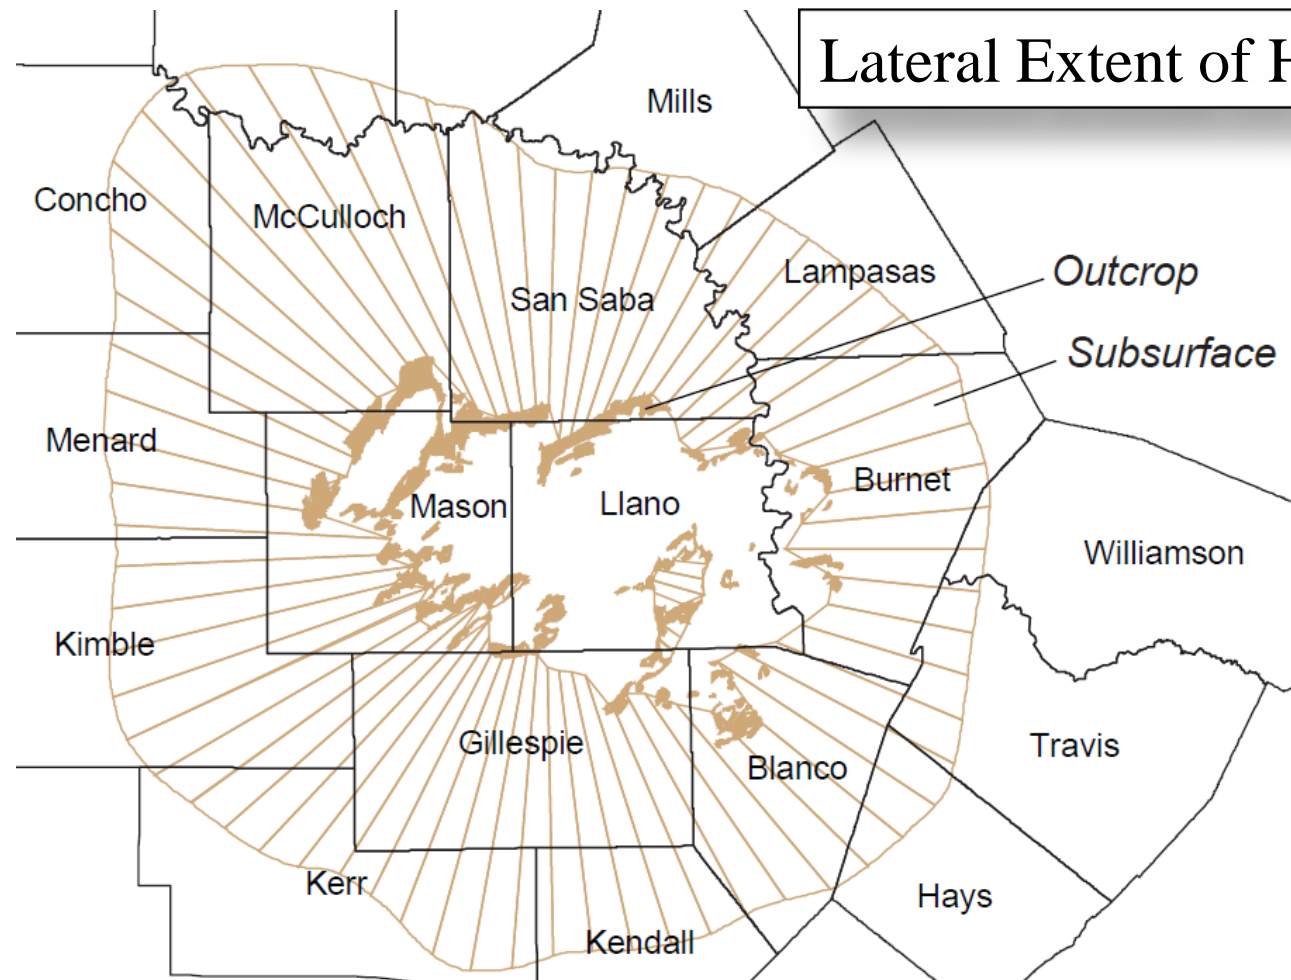 Lateral Extent of H
Mills
Concho
McCulloch
Lampasas
Outcrop
San Saba
Subsurface
Menard
Burnet
Mason
Llano
Williamson
Kimble
Gillespie
Travis
Blanco
Kerr
Hays
Kendall